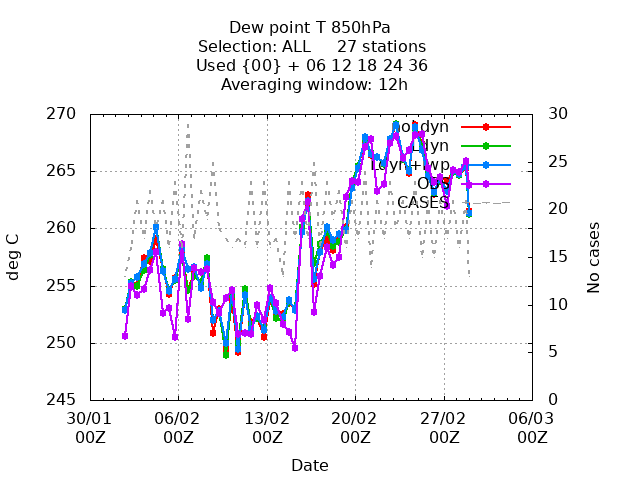 Dew point T 850hPa
Selection: ALL 27 stations
Used {00} + 06 12 18 24 36
Averaging window: 12h
270
265
260
255
250
245
30
25
20
15
10
5
0
OBS
CASES
deg C
No cases
30/01 06/02 13/02 20/02 27/02 06/03
00Z 00Z 00Z 00Z 00Z 00Z
Date